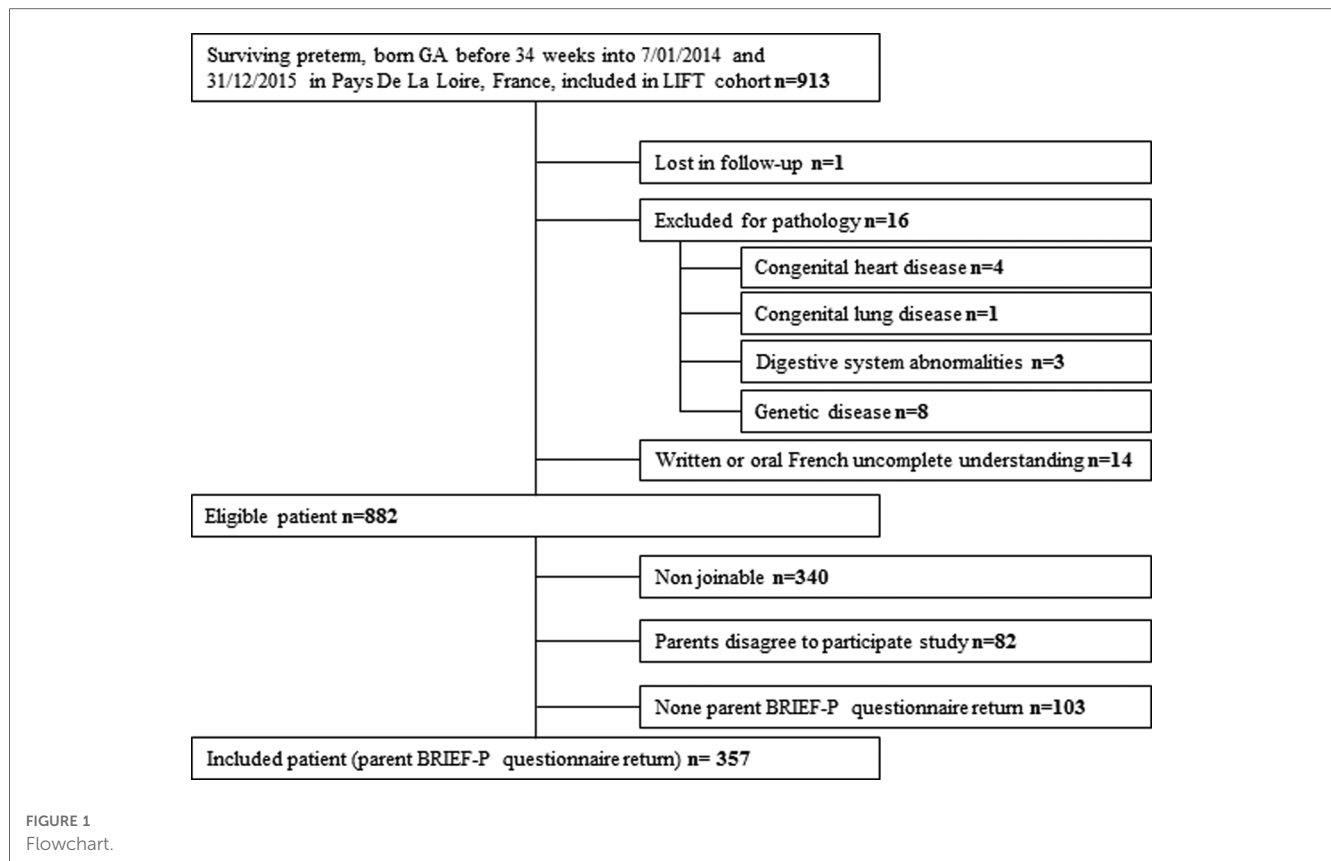 Surviving preterm, born GA before 34 weeks into 7/01/2014 and
31/12/2015 in Pays De La Loire, France, included in LIFT cohort n=913
Lost in follow-up n=1
Excluded for pathology n=16
Congenital heart disease n=4
Congenital lung disease n=1
Digestive system abnormalities n=3
Genetic disease n=8
Written or oral French uncomplete understanding n=14
Eligible patient n=882
Non joinable n=340
Parents disagree to participate study n=82
None parent BRIEF-P questionnaire return n=103
Included patient (parent BRIEF-P questionnaire return) n= 357
FIGURE 1
Flowchart.